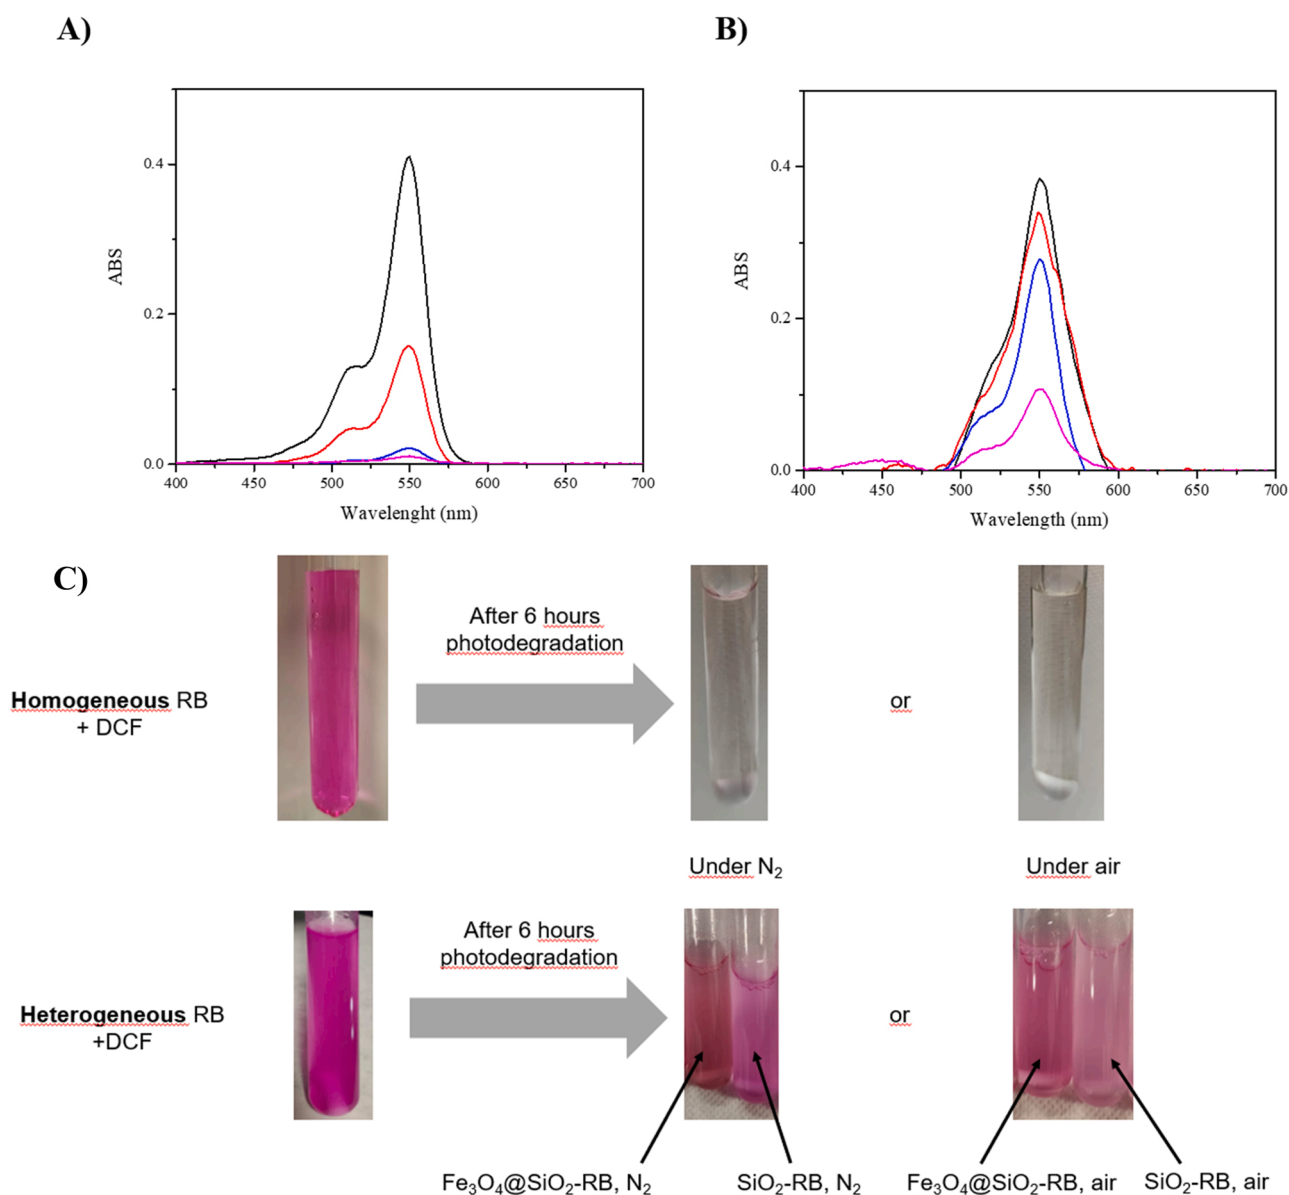 A)
B)
0.4
0.2
0.0
ABS
400 450 500 550 600 650 700
Wavelenght (nm)
0.4
0.2
0.0
ABS
400 450 500 550 600 650 700
Wavelength (nm)
C)
Homogeneous RB
+ DCF
After 6 hours
photodegradation
or
Under N₂
Under air
Heterogeneous RB
+DCF
After 6 hours
photodegradation
or
Fe₃O₄@SiO₂-RB, N₂
SiO₂-RB, N₂
Fe₃O₄@SiO₂-RB, air
SiO₂-RB, air